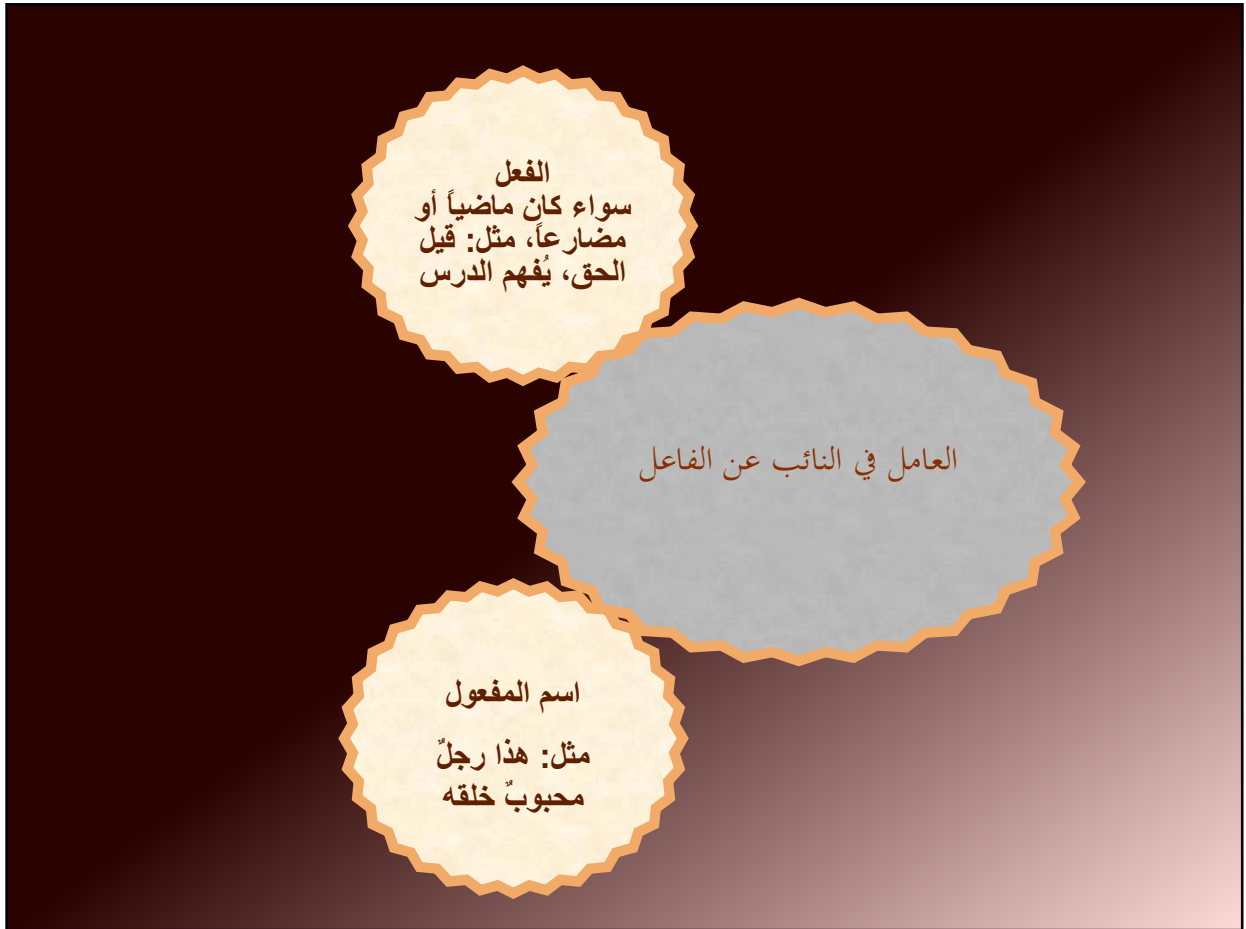 الفعل
سواء كان ماضياً أو
مضارعاً، مثل: قيل
الحق، يُفهم الدرس
العامل في النائب عن الفاعل
اسم المفعول
مثل: هذا رجلٌ
محبوبٌ خلقه